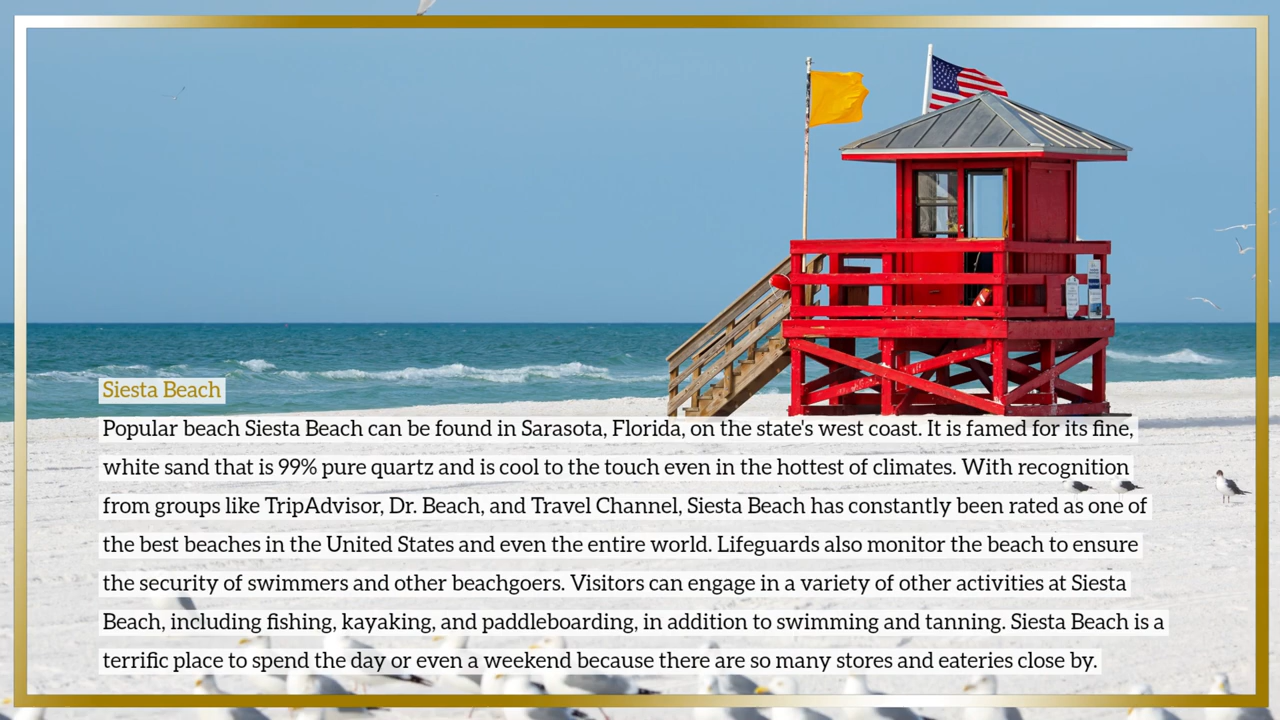 Siesta Beach
Popular beach Siesta Beach can be found in Sarasota, Florida, on the state's west coast. It is famed for its fine,
white sand that is 99% pure quartz and is cool to the touch even in the hottest of climates. With recognition
from groups like TripAdvisor, Dr. Beach, and Travel Channel, Siesta Beach has constantly been rated as one of
the best beaches in the United States and even the entire world. Lifeguards also monitor the beach to ensure
the security of swimmers and other beachgoers. Visitors can engage in a variety of other activities at Siesta
Beach, including fishing, kayaking, and paddleboarding, in addition to swimming and tanning. Siesta Beach is a
terrific place to spend the day or even a weekend because there are so many stores and eateries close by.